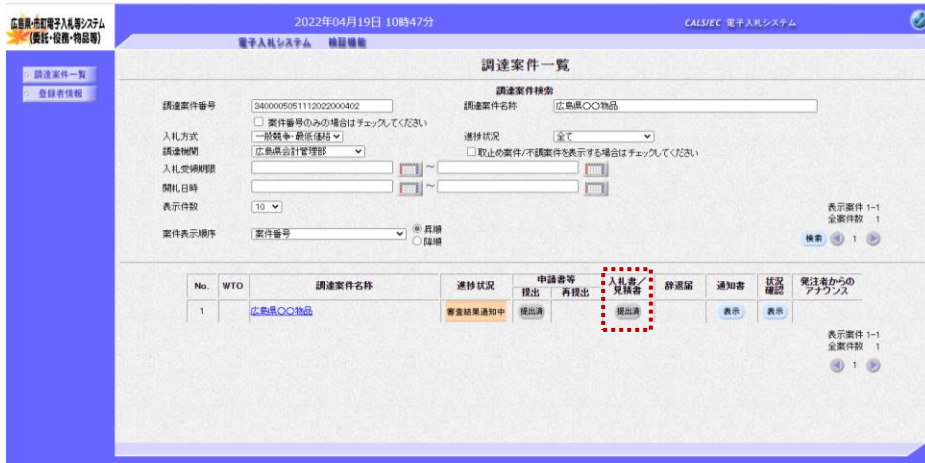 広島県・市町電子入札等システム
(委託・役務・物品等)
2022年04月19日 10時47分
CALS/EC 電子入札システム
電子入札システム 検証機能
調達案件一覧
登録者情報
調達案件一覧
調達案件検索
調達案件番号 3400005051112022000402 調達案件名称 広島県〇〇物品
案件番号のみの場合はチェックしてください
入札方式 一般競争・最低価格 進捗状況 全て
調達機関 広島県会計管理部 取止め案件/不調案件を表示する場合はチェックしてください
入札受領期限 ～
開札日時 ～
表示件数 10
表示案件 1-1
全案件数 1
案件表示順序 案件番号 昇順
降順
検索 1
No. WTO 調達案件名称 進捗状況 申請書等 入札書/見積書 辞退届 通知書 状況確認 発注者からのアナウンス
提出 再提出
1 広島県〇〇物品 審査結果通知中 提出済 提出済 表示 表示
表示案件 1-1
全案件数 1
1